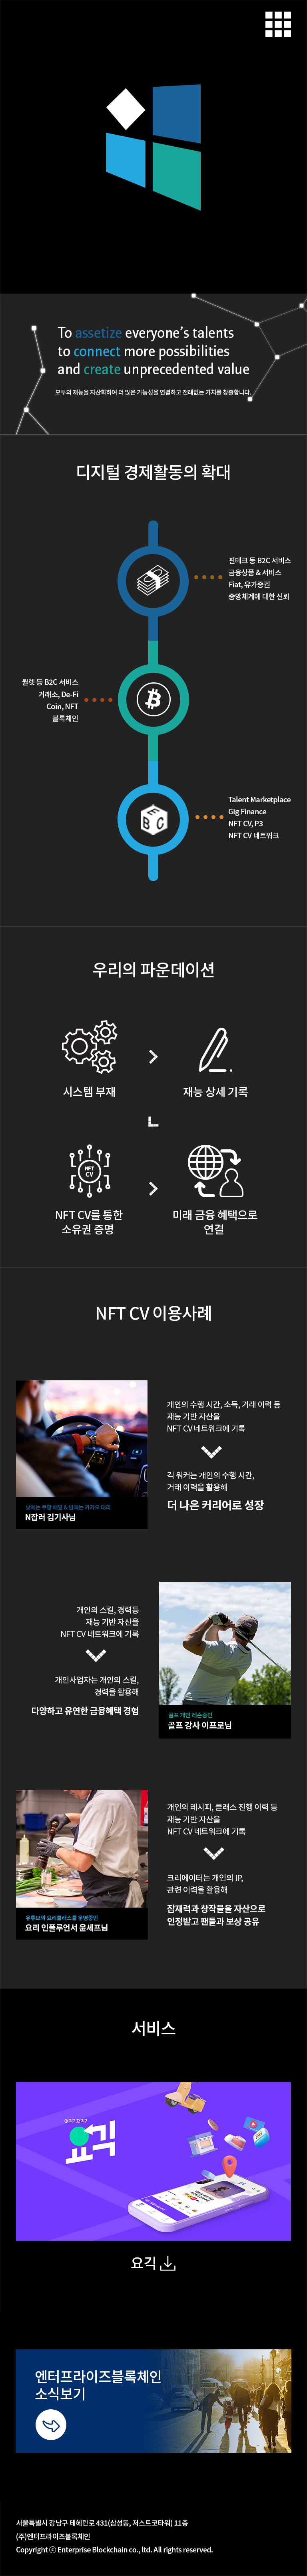 To assetize everyone's talents
to connect more possibilities
and create unprecedented value
모두의 재능을 자산화하여 더 많은 가능성을 연결하고 전례없는 가치를 창출합니다.
디지털 경제활동의 확대
핀테크 등 B2C 서비스
금융상품 & 서비스
Fiat, 유가증권
중앙체계에 대한 신뢰
월렛 등 B2C 서비스
거래소, De-Fi
Coin, NFT
블록체인
Talent Marketplace
Gig Finance
NFT CV, P3
NFT CV 네트워크
우리의 파운데이션
시스템 부재
재능 상세 기록
NFT
CV
NFT CV를 통한
소유권 증명
미래 금융 혜택으로
연결
NFT CV 이용사례
개인의 수행 시간, 소득, 거래 이력 등
재능 기반 자산을
NFT CV 네트워크에 기록
긱 워커는 개인의 수행 시간,
거래 이력을 활용해
더 나은 커리어로 성장
낮에는 쿠팡 배달 & 밤에는 카카오 대리
N잡러 김기사님
개인의 스킬, 경력등
재능 기반 자산을
NFT CV 네트워크에 기록
개인사업자는 개인의 스킬,
경력을 활용해
다양하고 유연한 금융혜택 경험
골프 개인 레슨중인
골프 강사 이프로님
개인의 레시피, 클래스 진행 이력 등
재능 기반 자산을
NFT CV 네트워크에 기록
크리에이터는 개인의 IP,
관련 이력을 활용해
잠재력과 창작물을 자산으로
인정받고 팬들과 보상 공유
유튜브와 요리클래스를 운영중인
요리 인플루언서 윤셰프님
서비스
요긱
요긱
엔터프라이즈블록체인
소식보기
서울특별시 강남구 테헤란로 431(삼성동, 저스트코타워) 11층
(주)엔터프라이즈블록체인
Copyright ⓒ Enterprise Blockchain co., ltd. All rights reserved.